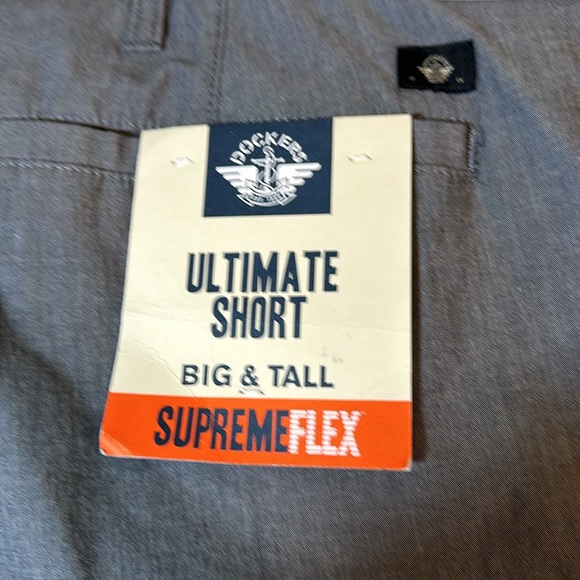 DOCKERS
ULTIMATE
SHORT
BIG & TALL
SUPREMEFLEX